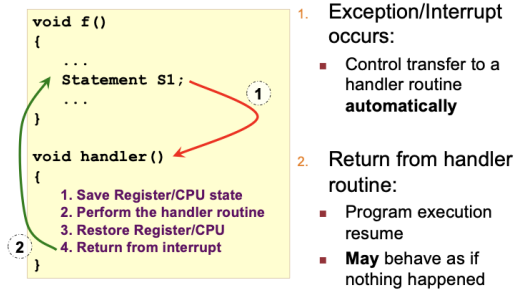 void f()
{
...
Statement S1;
...
}
1
void handler()
{
1. Save Register/CPU state
2. Perform the handler routine
3. Restore Register/CPU
4. Return from interrupt
2
}
1. Exception/Interrupt
occurs:
▪ Control transfer to a
handler routine
automatically
2. Return from handler
routine:
▪ Program execution
resume
▪ May behave as if
nothing happened